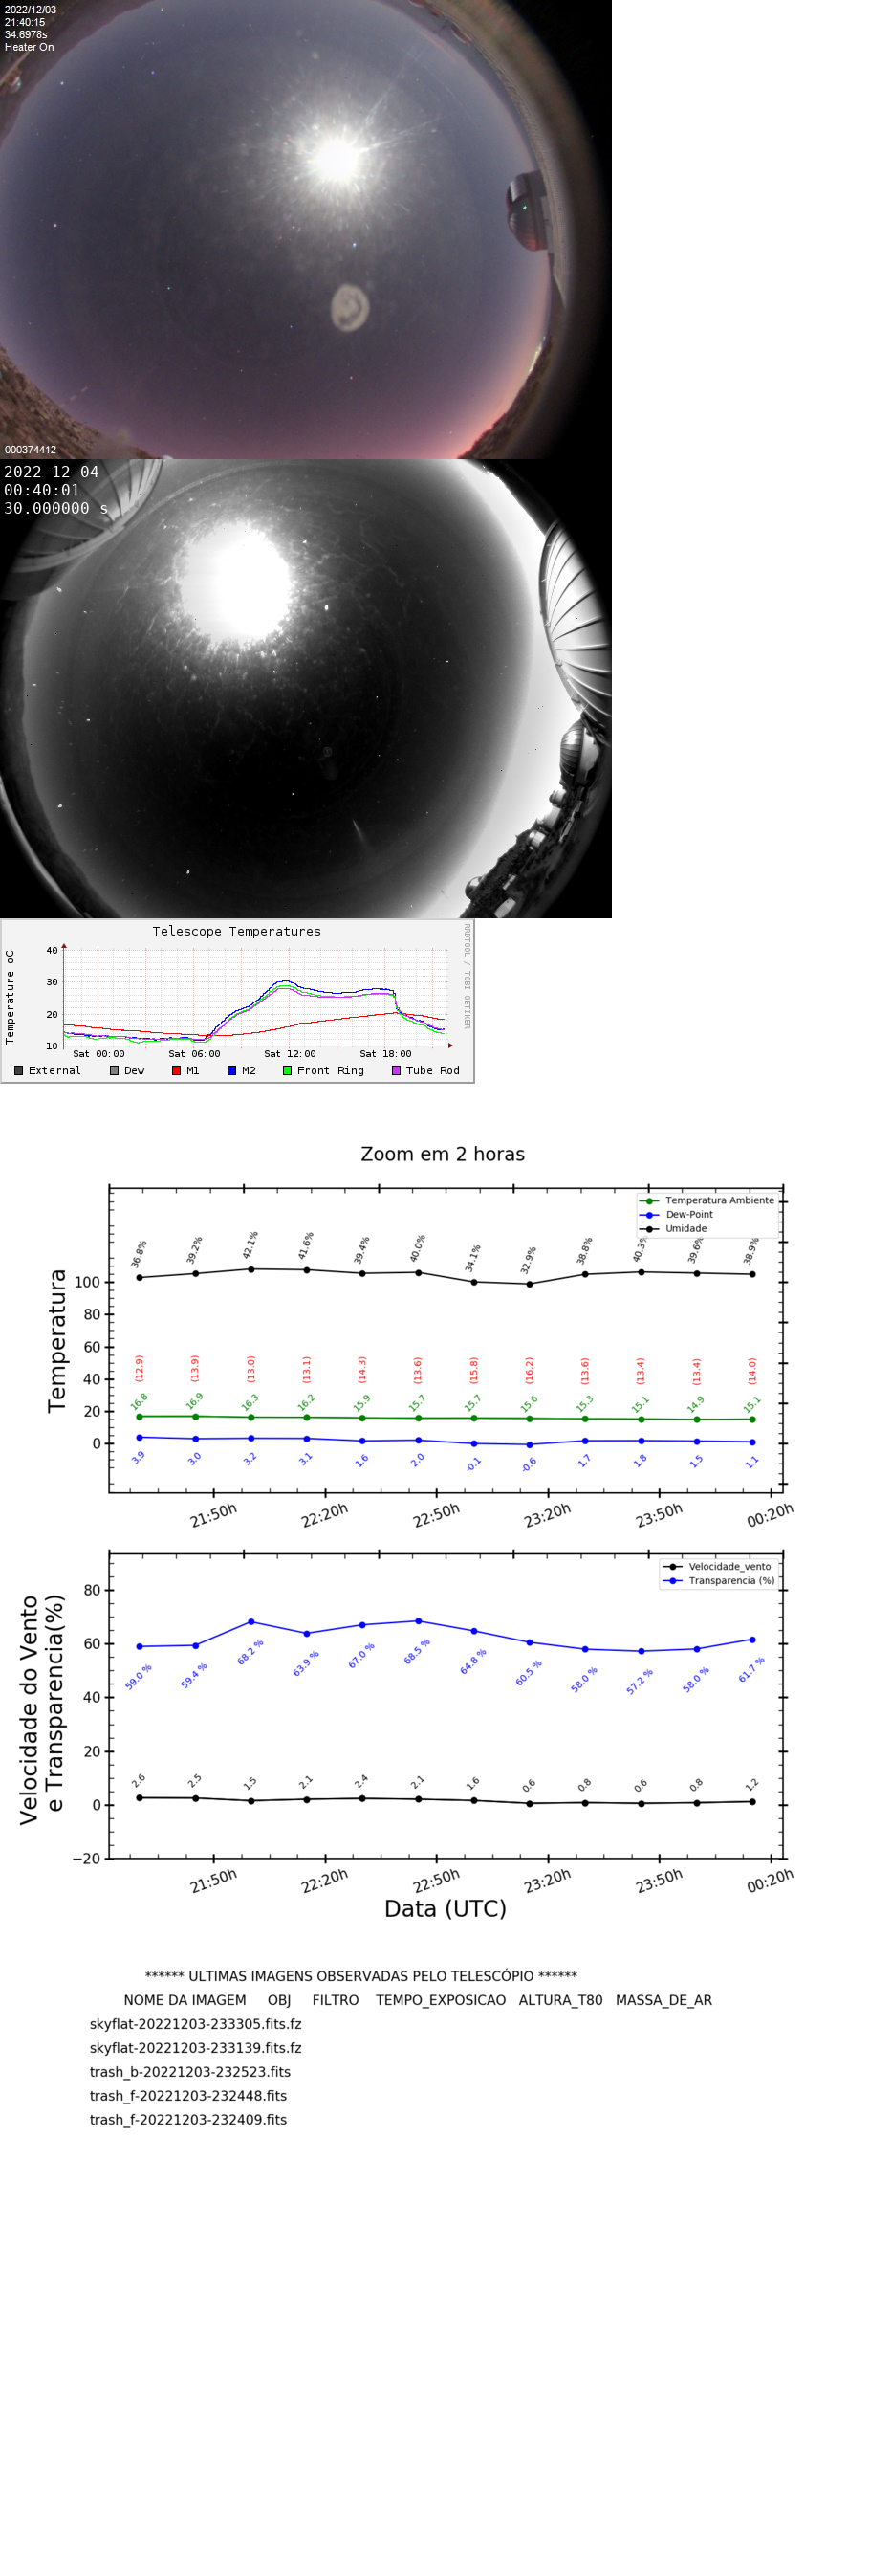 2022/12/03
21:40:15
34.6978s
Heater On
000374412
2022-12-04
00:40:01
30.000000 s
Telescope Temperatures
RRDTOOL / TOBI OETIKER
Temperature oC
40
30
20
10
Sat 00:00 Sat 06:00 Sat 12:00 Sat 18:00
External Dew M1 M2 Front Ring Tube Rod
Zoom em 2 horas
Temperatura Ambiente
Dew-Point
Umidade
36.8% 39.2% 42.1% 41.6% 39.4% 40.0% 34.1% 32.9% 38.8% 40.3% 39.6% 38.9%
Temperatura
100
80
60
40
20
0
(12.9) (13.9) (13.0) (13.1) (14.3) (13.6) (15.8) (16.2) (13.6) (13.4) (13.4) (14.0)
16.8 16.9 16.3 16.2 15.9 15.7 15.7 15.6 15.3 15.1 14.9 15.1
3.9 3.0 3.2 3.1 1.6 2.0 -0.1 -0.6 1.7 1.8 1.5 1.1
21:50h 22:20h 22:50h 23:20h 23:50h 00:20h
Velocidade_vento
Transparencia (%)
Velocidade do Vento
e Transparencia(%)
80
60
40
20
0
−20
59.0 % 59.4 % 68.2 % 63.9 % 67.0 % 68.5 % 64.8 % 60.5 % 58.0 % 57.2 % 58.0 % 61.7 %
2.6 2.5 1.5 2.1 2.4 2.1 1.6 0.6 0.8 0.6 0.8 1.2
21:50h 22:20h 22:50h 23:20h 23:50h 00:20h
Data (UTC)
****** ULTIMAS IMAGENS OBSERVADAS PELO TELESCÓPIO ******
NOME DA IMAGEM OBJ FILTRO TEMPO_EXPOSICAO ALTURA_T80 MASSA_DE_AR
skyflat-20221203-233305.fits.fz
skyflat-20221203-233139.fits.fz
trash_b-20221203-232523.fits
trash_f-20221203-232448.fits
trash_f-20221203-232409.fits